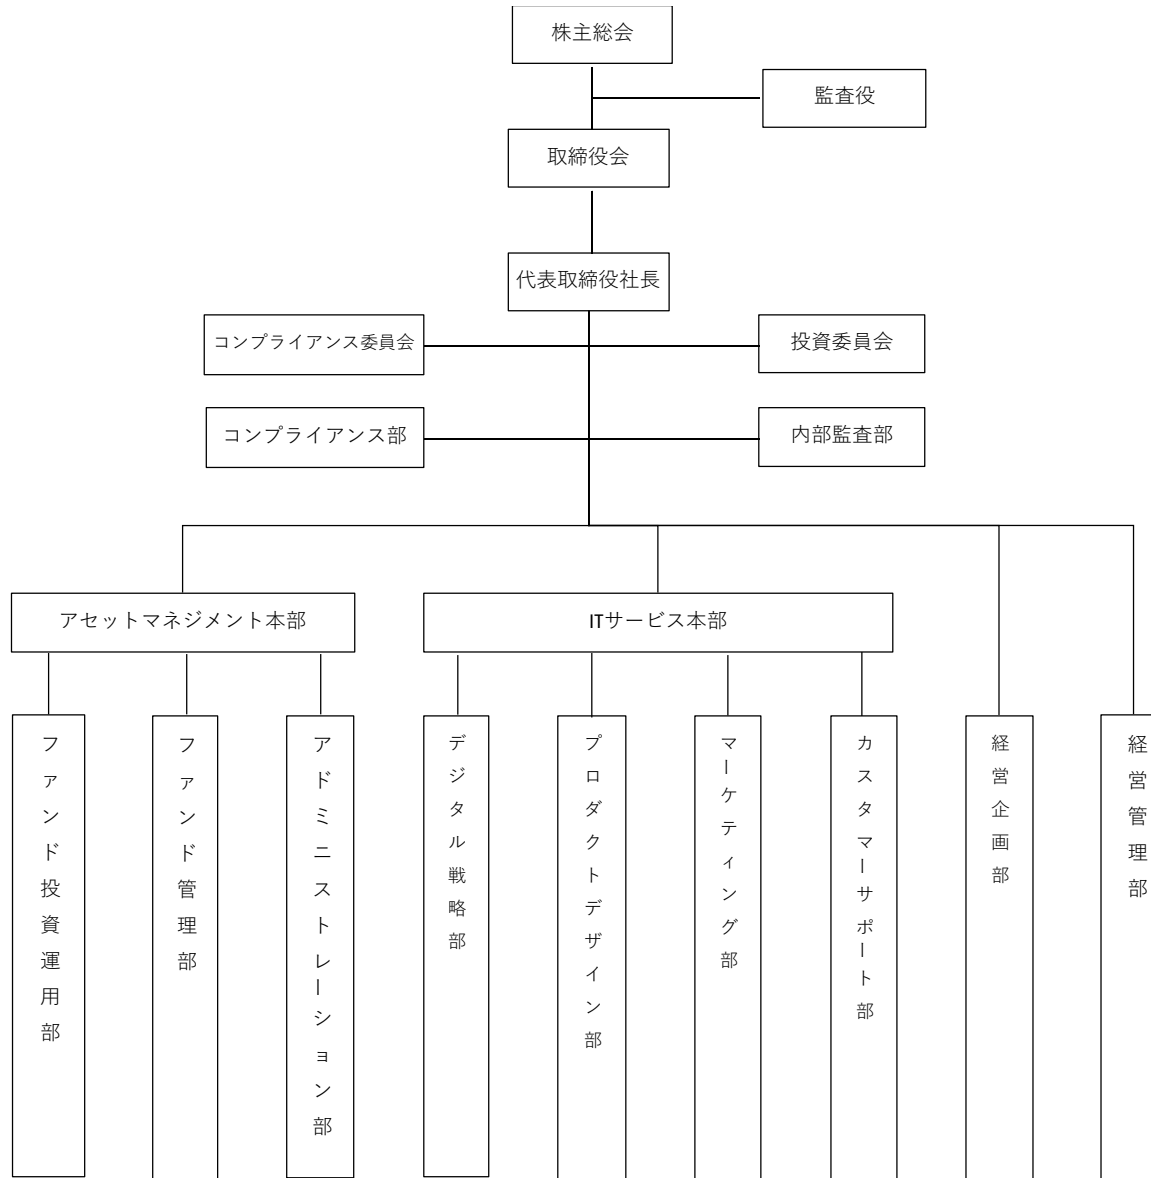 株主総会
監査役
取締役会
代表取締役社長
コンプライアンス委員会
投資委員会
コンプライアンス部
内部監査部
アセットマネジメント本部
ITサービス本部
ファンド投資運用部
ファンド管理部
アドミニストレーション部
デジタル戦略部
プロダクトデザイン部
マーケティング部
カスタマーサポート部
経営企画部
経営管理部